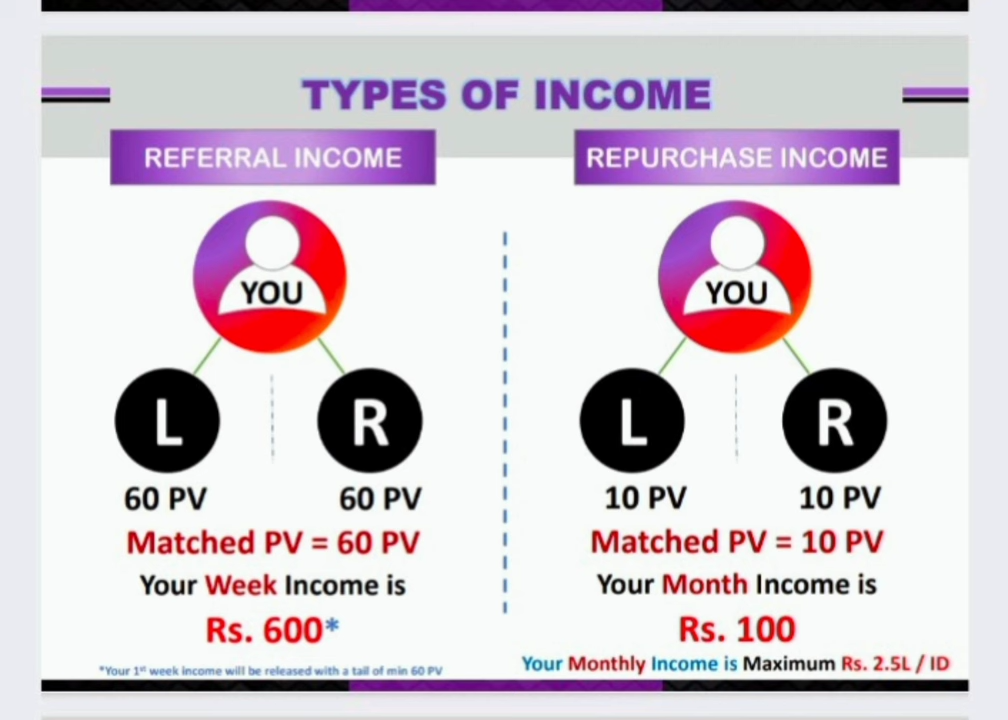 TYPES OF INCOME
REFERRAL INCOME
YOU
L R
60 PV 60 PV
Matched PV = 60 PV
Your Week Income is
Rs. 600*
*Your 1st week income will be released with a tail of min 60 PV
REPURCHASE INCOME
YOU
L R
10 PV 10 PV
Matched PV = 10 PV
Your Month Income is
Rs. 100
Your Monthly Income is Maximum Rs. 2.5L / ID